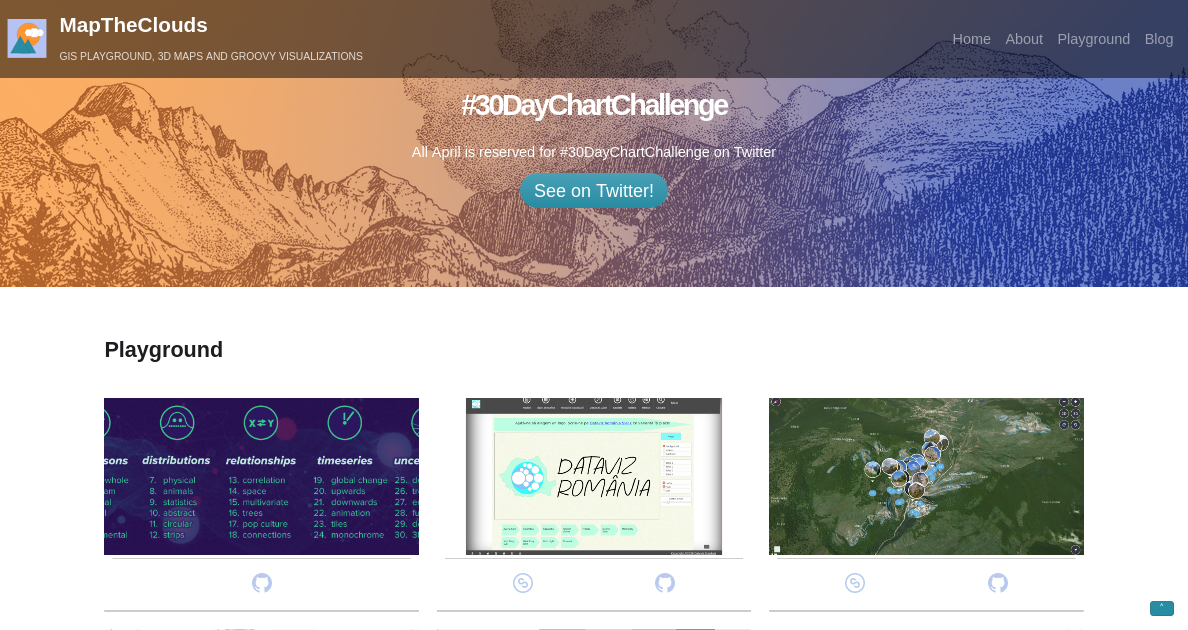 MapTheClouds
GIS PLAYGROUND, 3D MAPS AND GROOVY VISUALIZATIONS
Home About Playground Blog
#30DayChartChallenge
All April is reserved for #30DayChartChallenge on Twitter
See on Twitter!
Playground
sons distributions relationships timeseries unce
whole 7. physical 13. correlation 19. global change 25. d
am 8. animals 14. space 20. upwards 26. tr
al 9. statistics 15. multivariate 21. downwards 27. e
10. abstract 16. trees 22. animation 28. fu
11. circular 17. pop culture 23. tiles 29. d
mental 12. strips 18. connections 24. monochrome 30. 3
DATAVIZ
ROMÂNIA